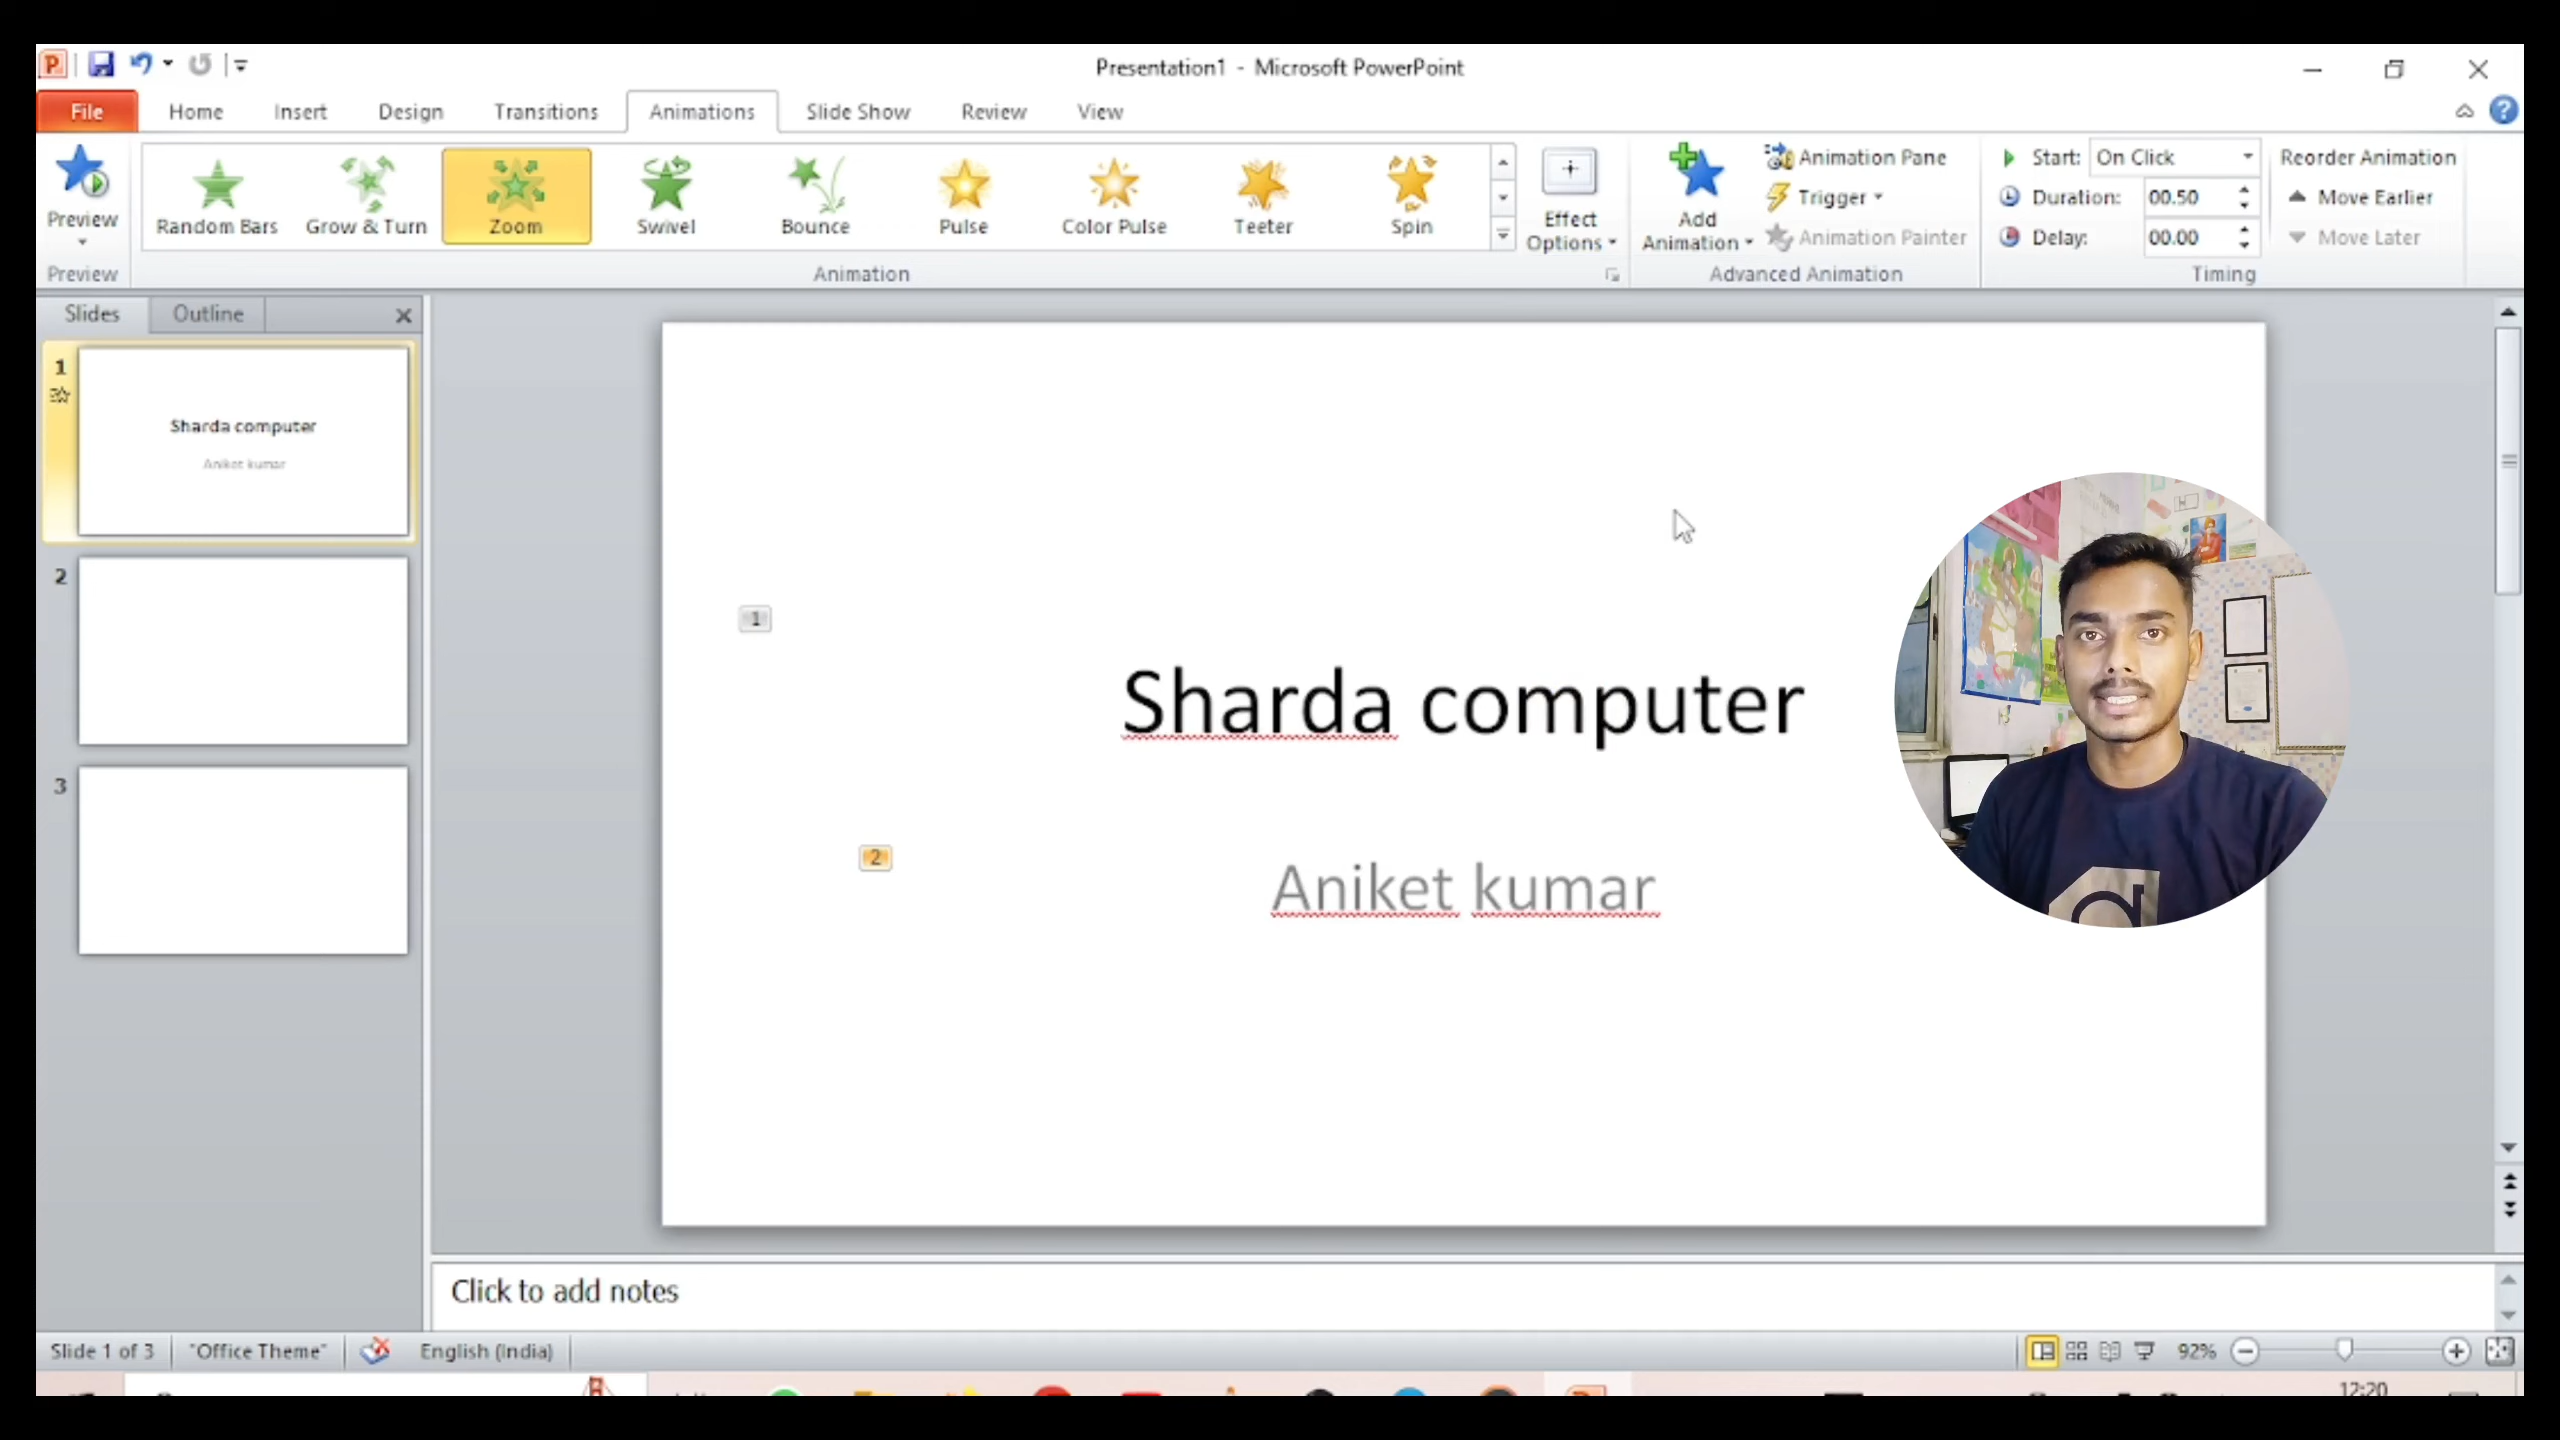 Presentation1 - Microsoft PowerPoint
File Home Insert Design Transitions Animations Slide Show Review View
Preview
Random Bars Grow & Turn Zoom Swivel Bounce Pulse Color Pulse Teeter Spin
Effect Options
Add Animation
Animation Pane
Trigger
Animation Painter
Start: On Click
Duration: 00.50
Delay: 00.00
Reorder Animation
Move Earlier
Move Later
Preview Animation Advanced Animation Timing
Slides Outline
1
Sharda computer
Aniket kumar
2
3
1
Sharda computer
2
Aniket kumar
Click to add notes
Slide 1 of 3 "Office Theme" English (India) 92%
12:20